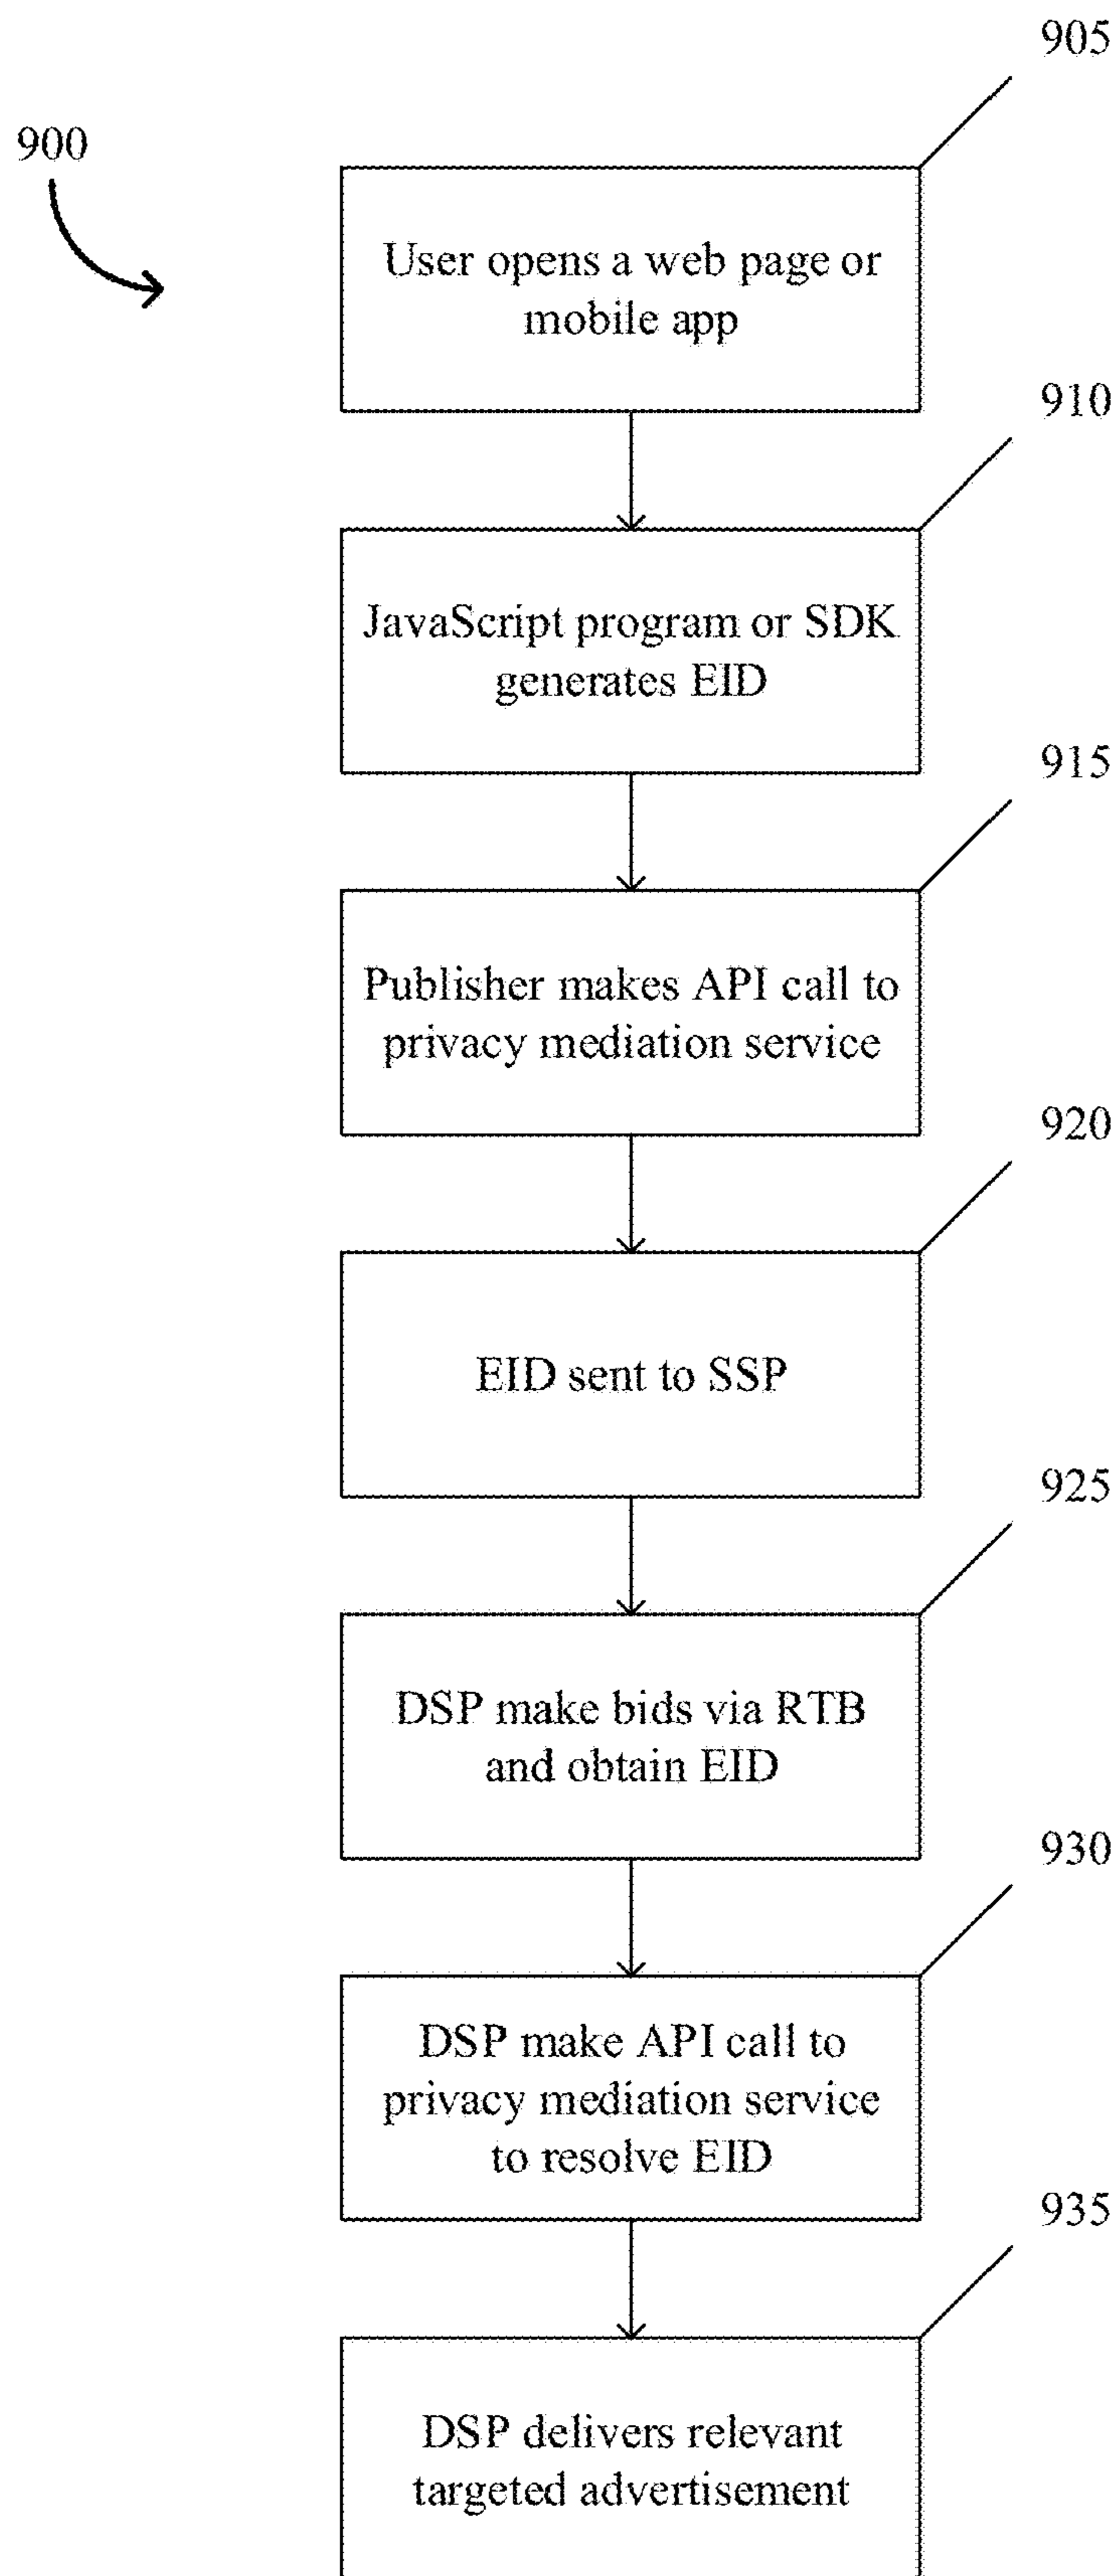 905
900
User opens a web page or
mobile app
910
JavaScript program or SDK
generates EID
915
Publisher makes API call to
privacy mediation service
920
EID sent to SSP
925
DSP make bids via RTB
and obtain EID
930
DSP make API call to
privacy mediation service
to resolve EID
935
DSP delivers relevant
targeted advertisement